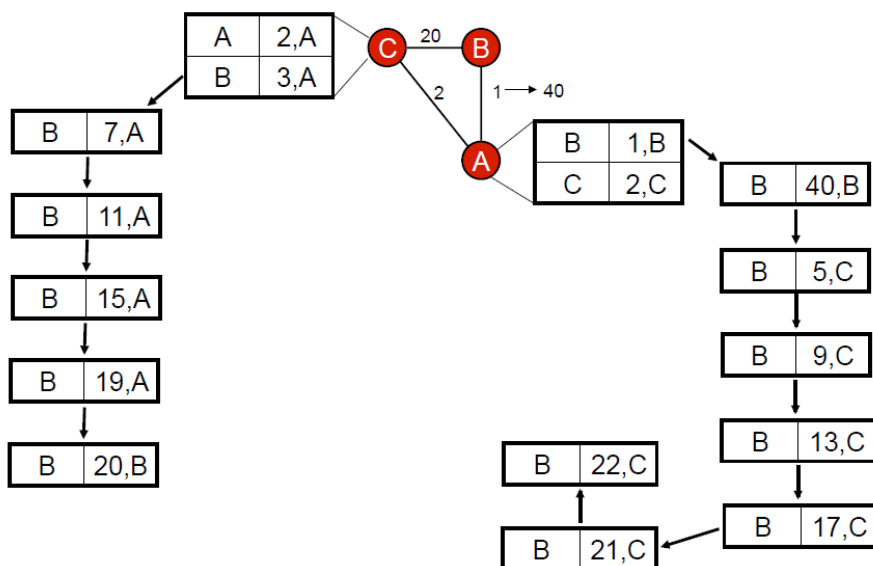 A 2,A
B 3,A
C 20 B
2
1 40
A
B 1,B
C 2,C
B 7,A
B 11,A
B 15,A
B 19,A
B 20,B
B 40,B
B 5,C
B 9,C
B 13,C
B 17,C
B 21,C
B 22,C